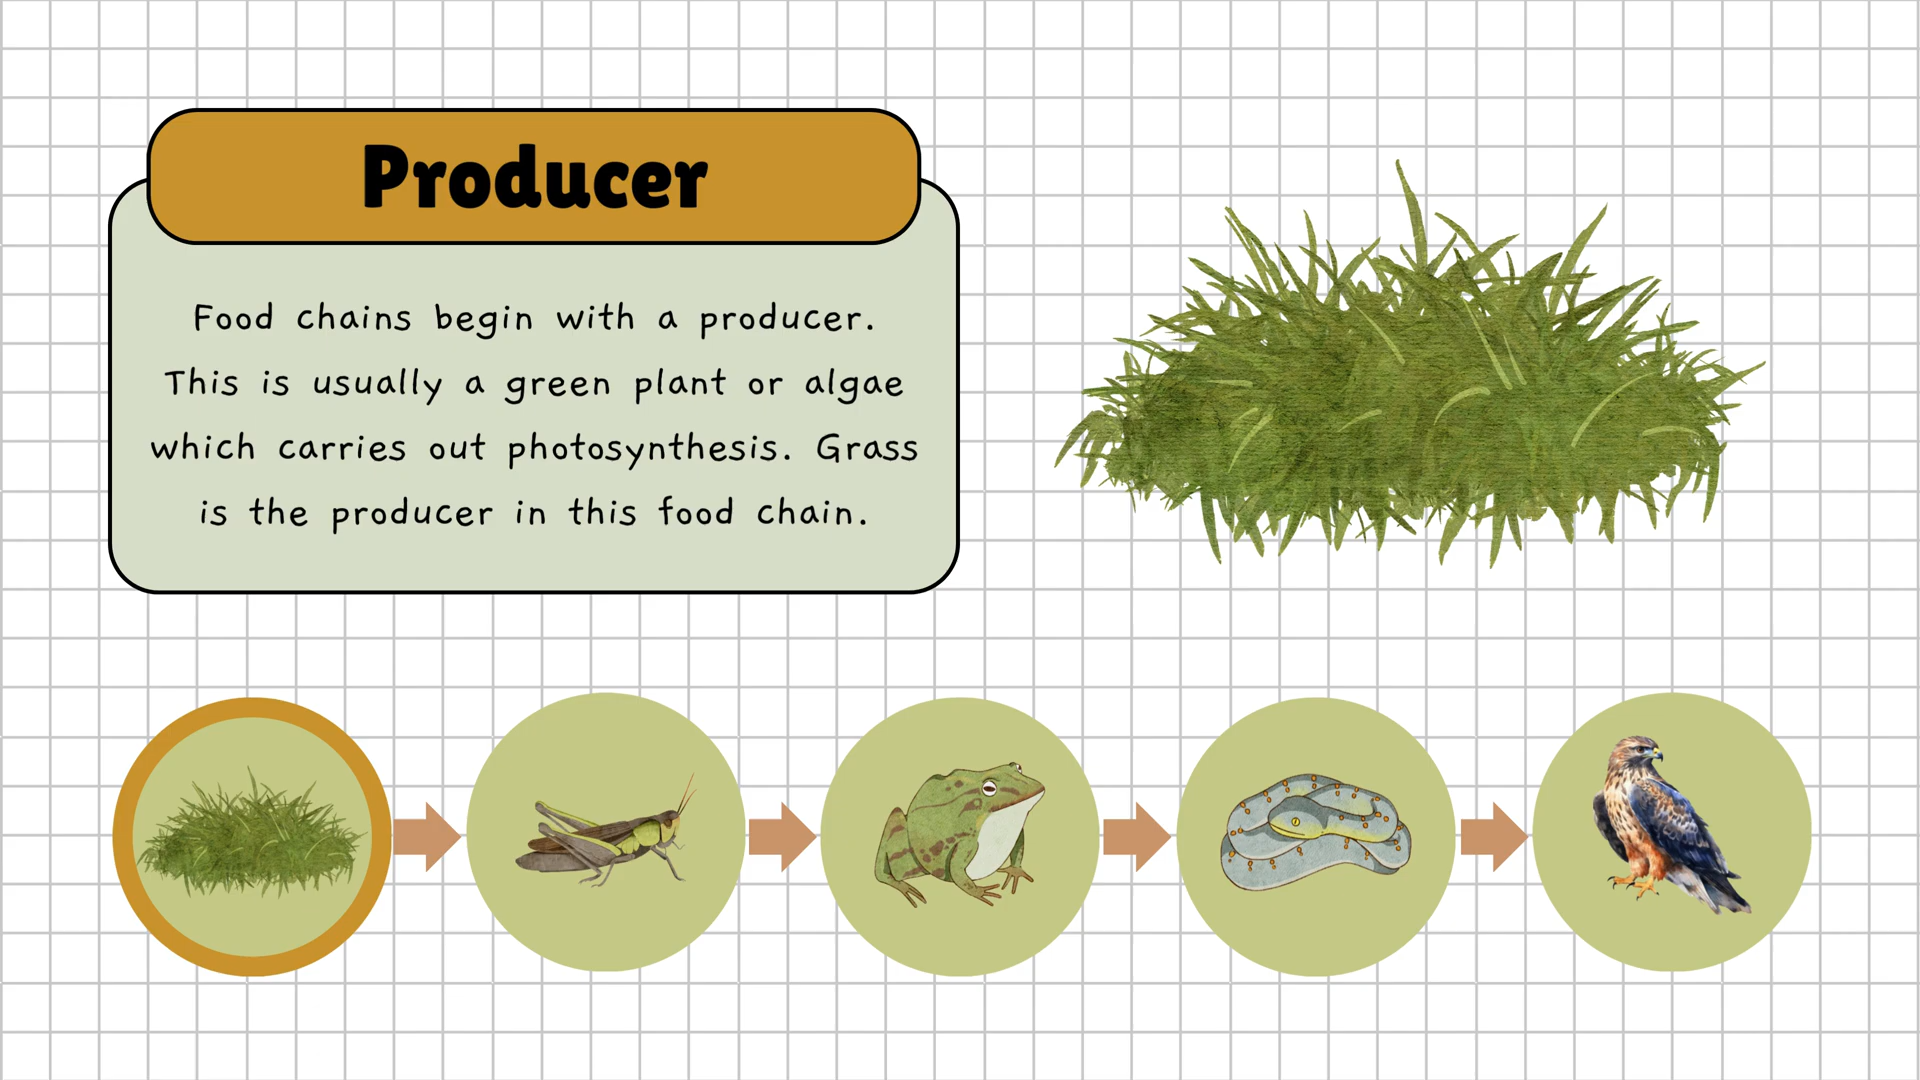 Producer
Food chains begin with a producer.
This is usually a green plant or algae
which carries out photosynthesis. Grass
is the producer in this food chain.